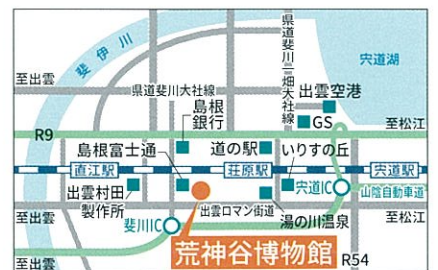 斐伊川
県道斐川一畑大社線
宍道湖
至出雲
県道斐川大社線
出雲空港
島根
銀行
GS
至松江
R9
島根富士通
道の駅
いりすの丘
直江駅
荘原駅
宍道駅
出雲村田
製作所
宍道IC
山陰自動車道
至出雲
出雲ロマン街道
至松江
斐川IC
湯の川温泉
荒神谷博物館
至出雲
R54